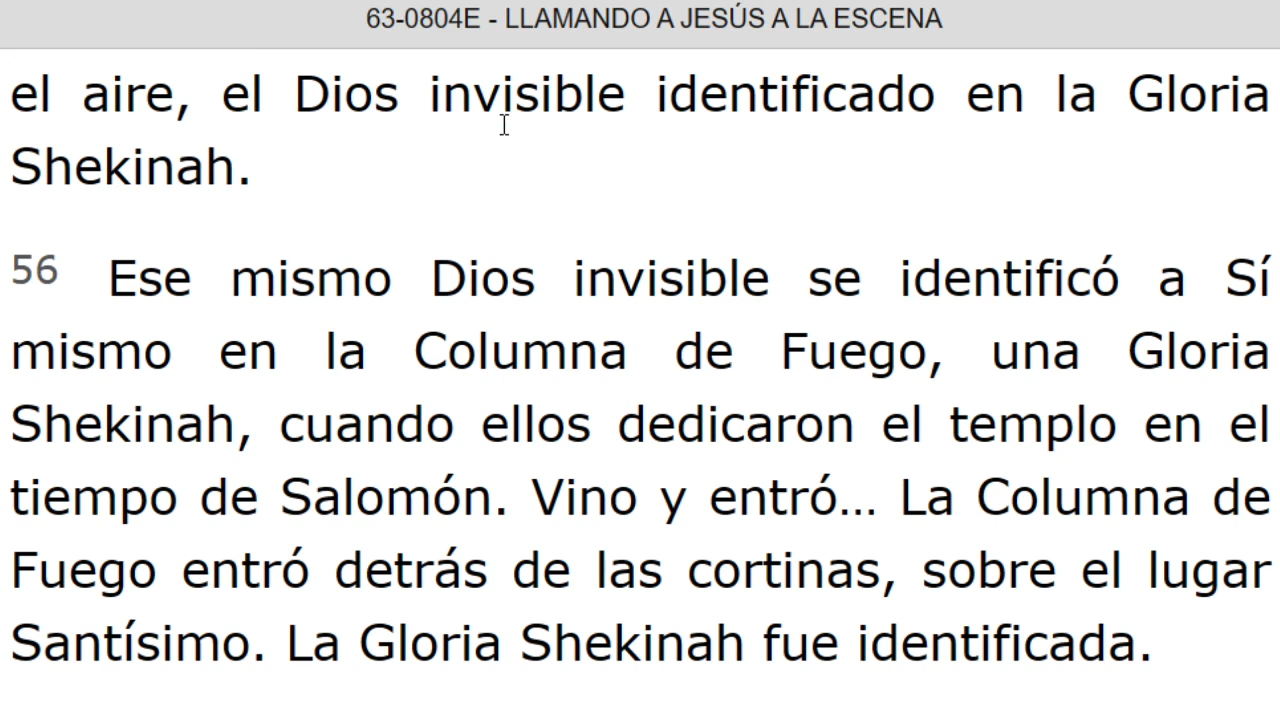 63-0804E - LLAMANDO A JESÚS A LA ESCENA
el aire, el Dios invisible identificado en la Gloria
Shekinah.
56 Ese mismo Dios invisible se identificó a Sí
mismo en la Columna de Fuego, una Gloria
Shekinah, cuando ellos dedicaron el templo en el
tiempo de Salomón. Vino y entró… La Columna de
Fuego entró detrás de las cortinas, sobre el lugar
Santísimo. La Gloria Shekinah fue identificada.